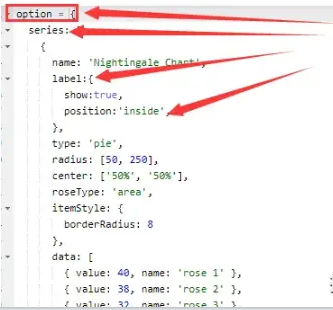 option = {
series:
{
name: 'Nightingale Chart',
label:{
show:true,
position:'inside',
},
type: 'pie',
radius: [50, 250],
center: ['50%', '50%'],
roseType: 'area',
itemStyle: {
borderRadius: 8
},
data: [
{ value: 40, name: 'rose 1' },
{ value: 38, name: 'rose 2' },
{ value: 32, name: 'rose 3' }